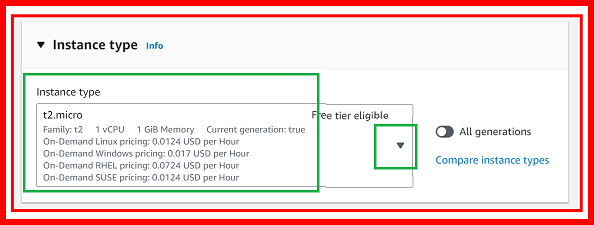 Instance type Info
Instance type
t2.micro Free tier eligible
Family: t2 1 vCPU 1 GiB Memory Current generation: true
On-Demand Linux pricing: 0.0124 USD per Hour
On-Demand Windows pricing: 0.017 USD per Hour
On-Demand RHEL pricing: 0.0724 USD per Hour
On-Demand SUSE pricing: 0.0124 USD per Hour
All generations
Compare instance types